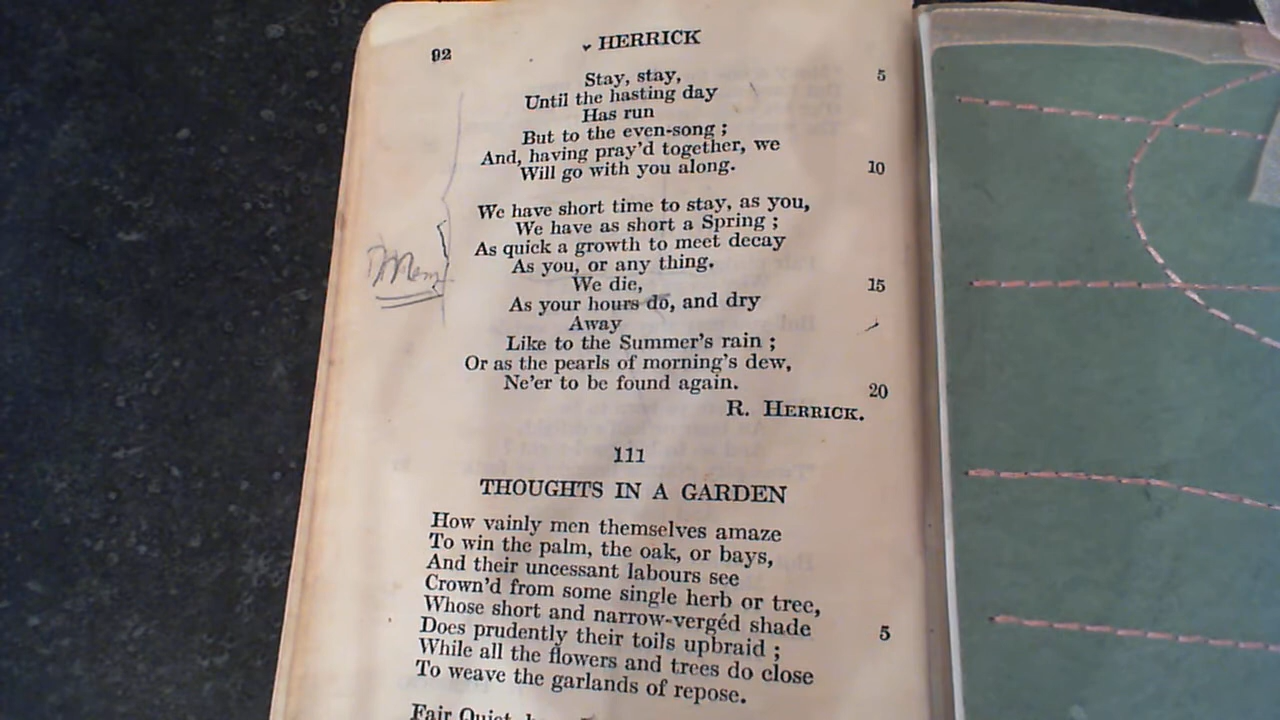 92
HERRICK
Stay, stay, 5
Until the hasting day
Has run
But to the even-song ;
And, having pray'd together, we
Will go with you along. 10
We have short time to stay, as you,
We have as short a Spring ;
As quick a growth to meet decay
As you, or any thing.
We die, 15
As your hours do, and dry
Away
Like to the Summer's rain ;
Or as the pearls of morning's dew,
Ne'er to be found again. 20
R. HERRICK.
111
THOUGHTS IN A GARDEN
How vainly men themselves amaze
To win the palm, the oak, or bays,
And their uncessant labours see
Crown'd from some single herb or tree,
Whose short and narrow-vergéd shade 5
Does prudently their toils upbraid ;
While all the flowers and trees do close
To weave the garlands of repose.
Fair Quiet,